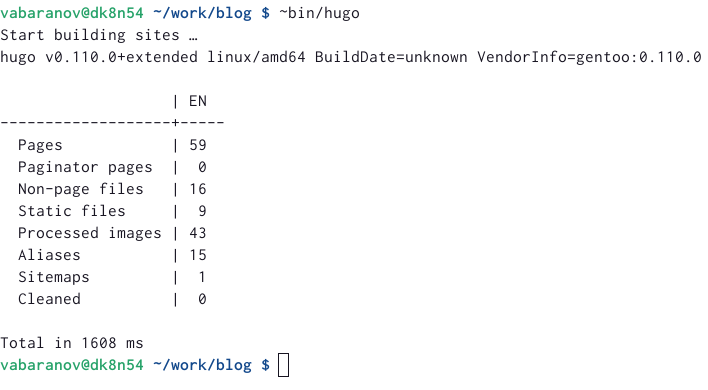 vabaranov@dk8n54 ~/work/blog $ ~bin/hugo
Start building sites …
hugo v0.110.0+extended linux/amd64 BuildDate=unknown VendorInfo=gentoo:0.110.0

                   | EN
-------------------+-----
  Pages            | 59
  Paginator pages  |  0
  Non-page files   | 16
  Static files     |  9
  Processed images | 43
  Aliases          | 15
  Sitemaps         |  1
  Cleaned          |  0

Total in 1608 ms
vabaranov@dk8n54 ~/work/blog $